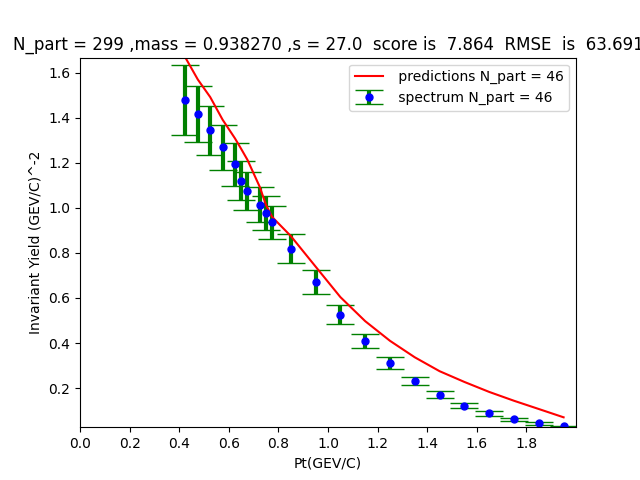 N_part = 299 ,mass = 0.938270 ,s = 27.0  score is  7.864  RMSE  is  63.691
predictions N_part = 46
spectrum N_part = 46
Invariant Yield (GEV/C)^-2
1.6
1.4
1.2
1.0
0.8
0.6
0.4
0.2
0.0 0.2 0.4 0.6 0.8 1.0 1.2 1.4 1.6 1.8
Pt(GEV/C)